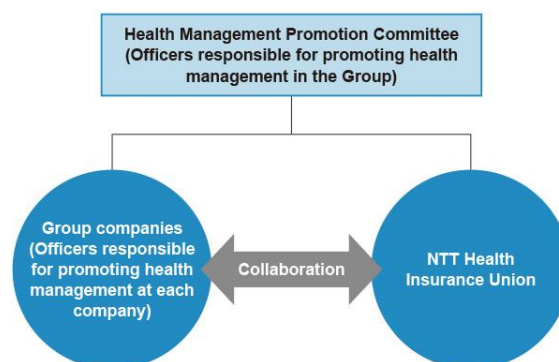 Health Management Promotion Committee
(Officers responsible for promoting health
management in the Group)
Group companies
(Officers responsible
for promoting health
management at each
company)
Collaboration
NTT Health
Insurance Union